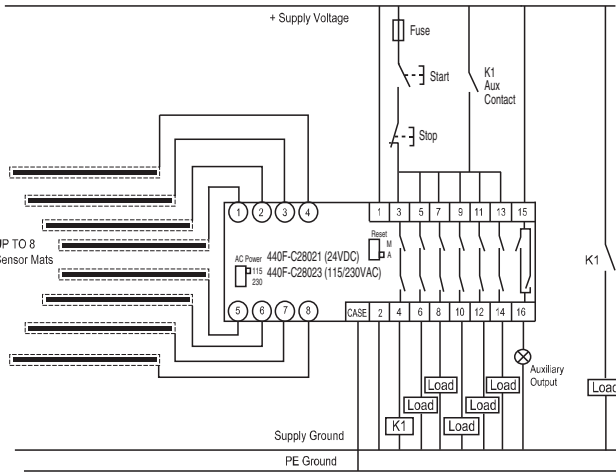 + Supply Voltage
Fuse
Start
K1
Aux
Contact
Stop
1 2 3 4
1 3 5 7 9 11 13 15
UP TO 8
Sensor Mats
Reset
M
A
AC Power
115
230
440F-C28021 (24VDC)
440F-C28023 (115/230VAC)
K1
5 6 7 8
CASE 2 4 6 8 10 12 14 16
Auxiliary
Output
Load Load Load
Load Load
K1 Load
Supply Ground
PE Ground